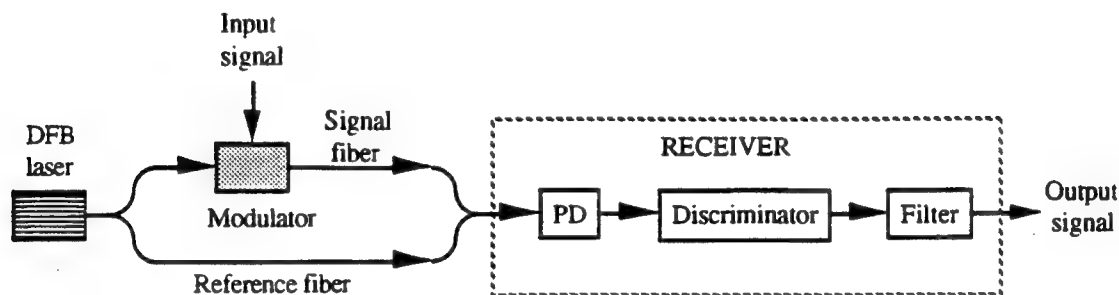 Input
signal
DFB
laser
Signal
fiber
Modulator
Reference fiber
RECEIVER
PD
Discriminator
Filter
Output
signal